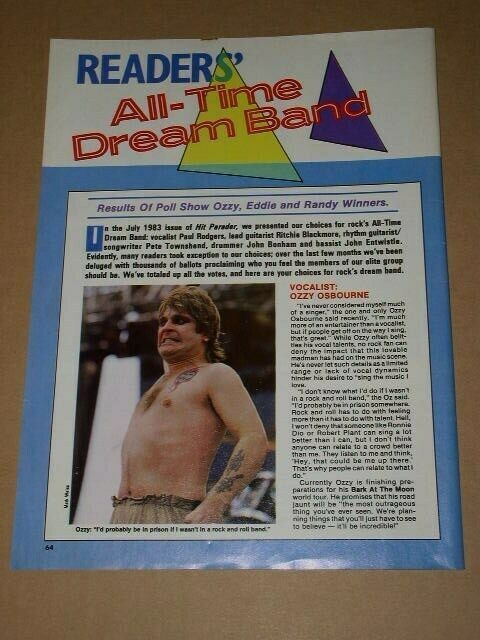 READERS'
All-Time
Dream Band
Results Of Poll Show Ozzy, Eddie and Randy Winners.
In the July 1983 issue of Hit Parader, we presented our choices for rock's All-Time
Dream Band: vocalist Paul Rodgers, lead guitarist Ritchie Blackmore, rhythm guitarist/
songwriter Pete Townshend, drummer John Bonham and bassist John Entwistle.
Evidently, many readers took exception to our choices; over the last few months we've been
deluged with thousands of ballots proclaiming who you feel the members of our elite group
should be. We've totaled up all the votes, and here are your choices for rock's dream band.
VOCALIST:
OZZY OSBOURNE
"I've never considered myself much
of a singer," the one and only Ozzy
Osbourne said recently. "I'm much
more of an entertainer than a vocalist,
but if people get off on the way I sing,
that's great." While Ozzy often belit-
tles his vocal talents, no rock fan can
deny the impact that this lovable
madman has had on the music scene.
He's never let such details as a limited
range or lack of vocal dynamics
hinder his desire to "sing the music I
love.
"I don't know what I'd do if I wasn't
in a rock and roll band," the Oz said.
"I'd probably be in prison somewhere.
Rock and roll has to do with feeling
more than it has to do with talent. Hell,
I won't deny that someone like Ronnie
Dio or Robert Plant can sing a lot
better than I can, but I don't think
anyone can relate to a crowd better
than me. They listen to me and think,
'Hey, that could be me up there.'
That's why people can relate to what I
do."
Currently Ozzy is finishing pre-
parations for his Bark At The Moon
world tour. He promises that his road
jaunt will be "the most outrageous
thing you've ever seen. We're plan-
ning things that you'll just have to see
to believe — it'll be incredible!"
Mark Weiss
Ozzy: "I'd probably be in prison if I wasn't in a rock and roll band."
64